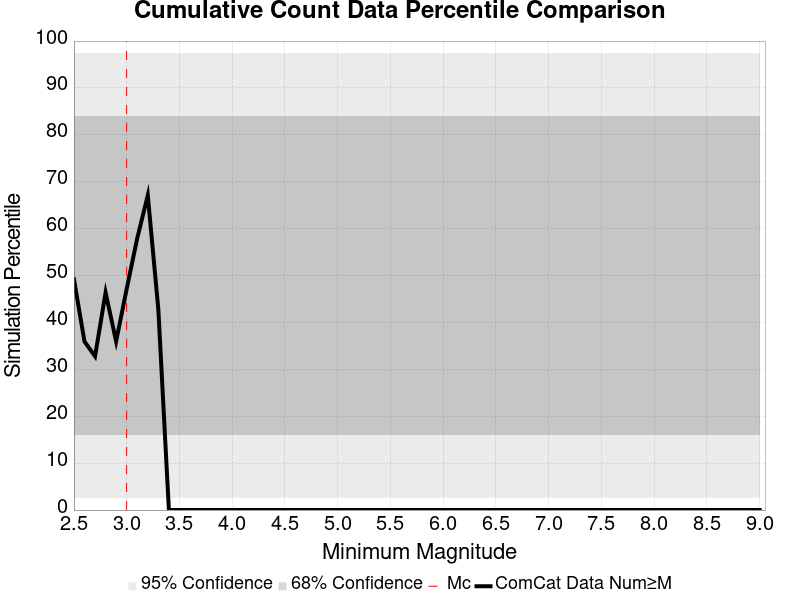 Cumulative Count Data Percentile Comparison
100
90
80
70
60
50
40
30
20
10
0
Simulation Percentile
2.5 3.0 3.5 4.0 4.5 5.0 5.5 6.0 6.5 7.0 7.5 8.0 8.5 9.0
Minimum Magnitude
95% Confidence 68% Confidence Mc ComCat Data Num≥M